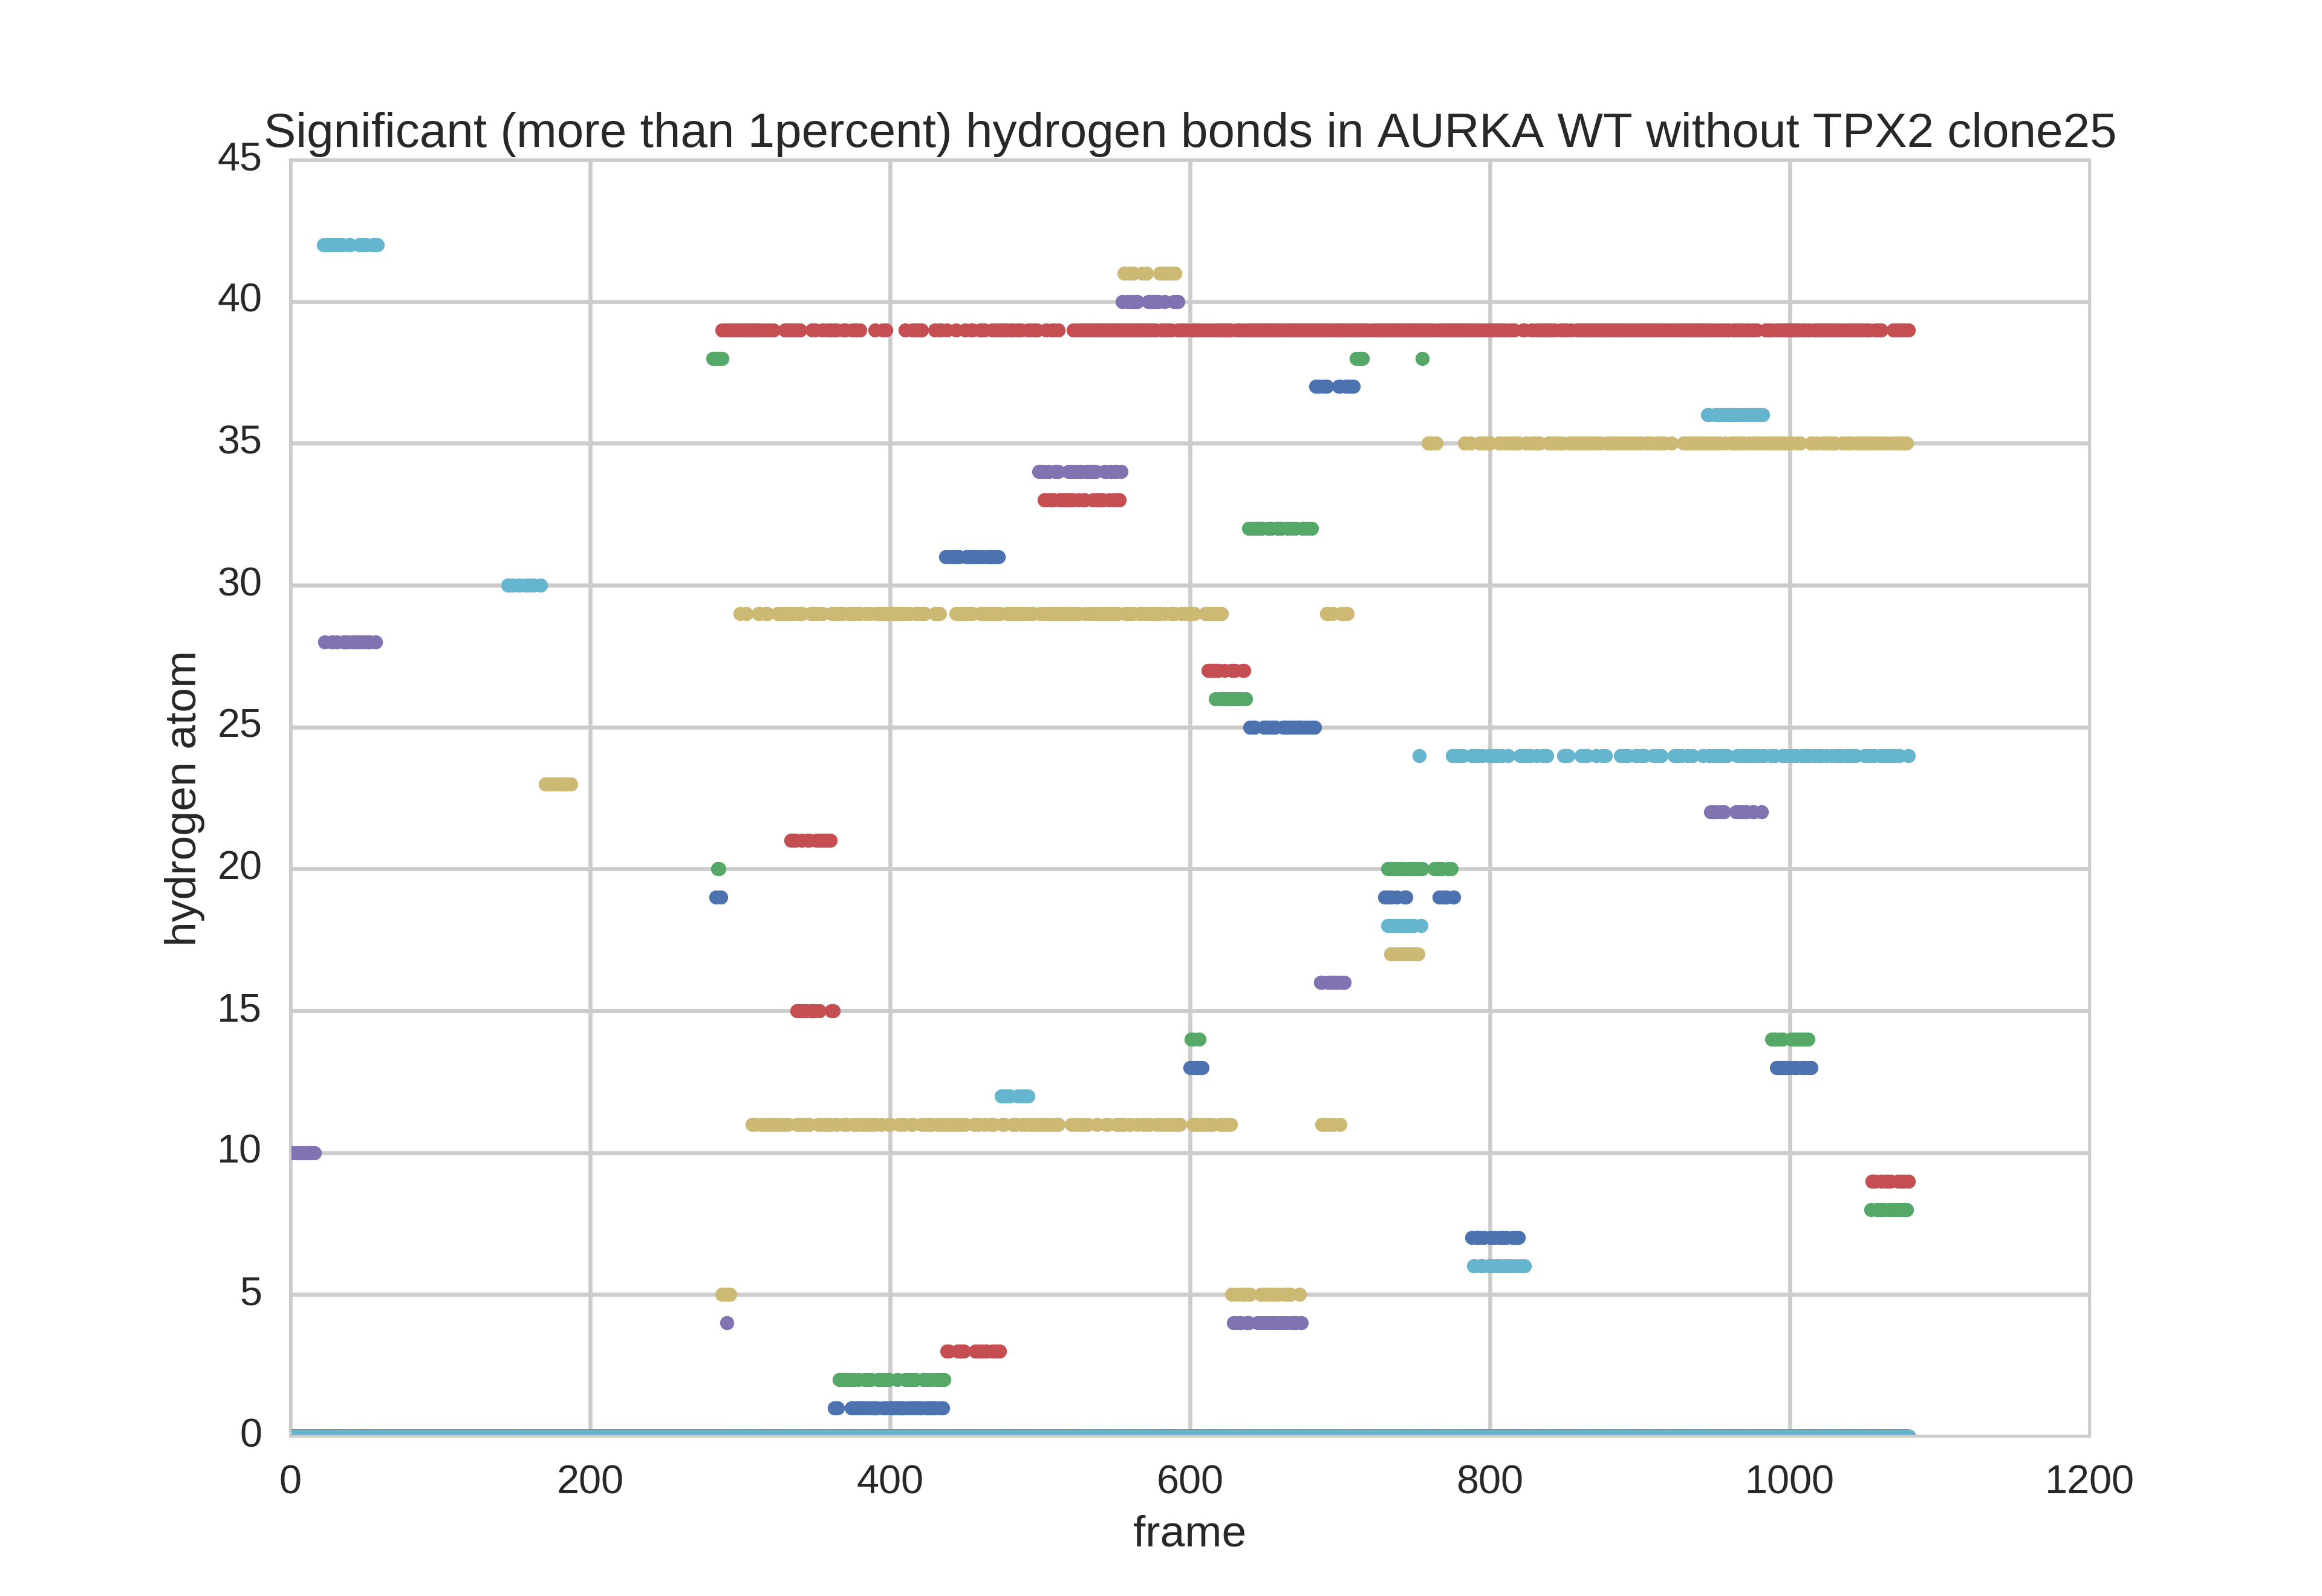 Significant (more than 1percent) hydrogen bonds in AURKA WT without TPX2 clone25
45
40
35
30
25
20
15
10
5
0
hydrogen atom
0 200 400 600 800 1000 1200
frame